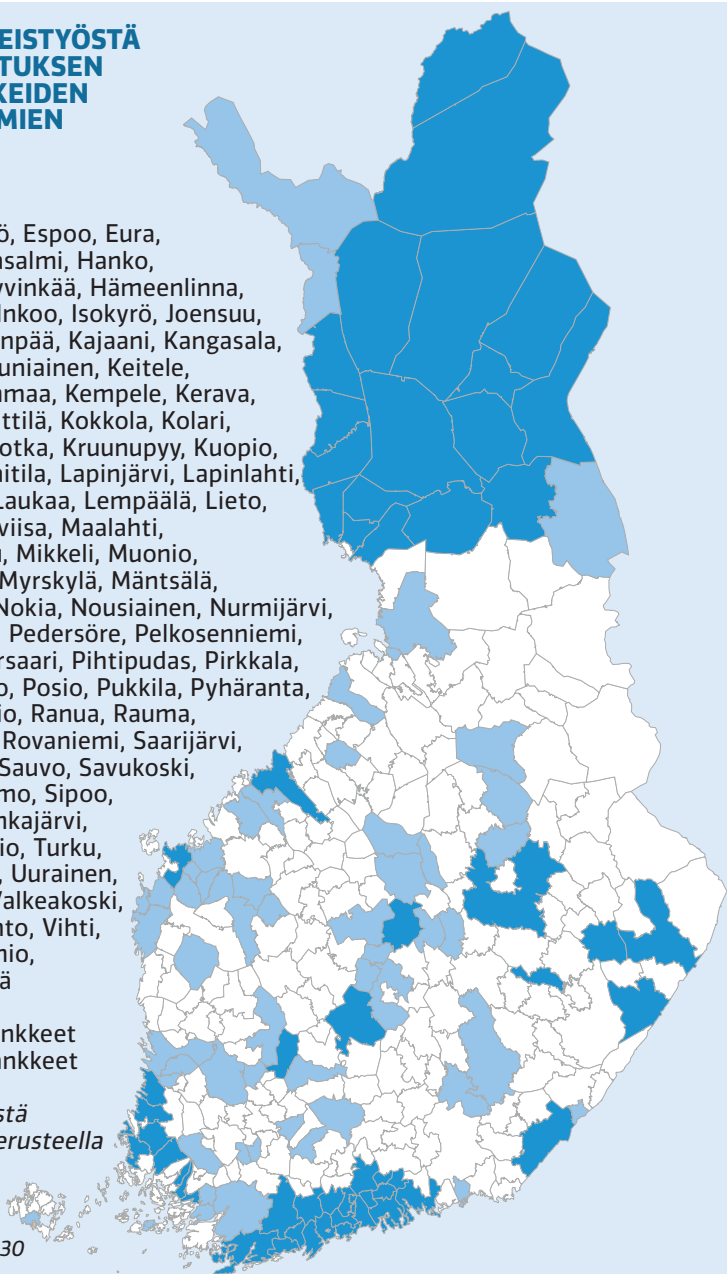 EISTYÖSTÄ
TUKSEN
KEIDEN
MIEN
ö, Espoo, Eura,
nsalmi, Hanko,
yvinkää, Hämeenlinna,
Inkoo, Isokyrö, Joensuu,
npää, Kajaani, Kangasala,
uniainen, Keitele,
nmaa, Kempele, Kerava,
ttilä, Kokkola, Kolari,
otka, Kruunupyy, Kuopio,
itila, Lapinjärvi, Lapinlahti,
Laukaa, Lempäälä, Lieto,
viisa, Maalahti,
, Mikkeli, Muonio,
Myrskylä, Mäntsälä,
Nokia, Nousiainen, Nurmijärvi,
Pedersöre, Pelkosenniemi,
rsaari, Pihtipudas, Pirkkala,
o, Posio, Pukkila, Pyhäranta,
io, Ranua, Rauma,
Rovaniemi, Saarijärvi,
Sauvo, Savukoski,
mo, Sipoo,
nkajärvi,
io, Turku,
, Uurainen,
Valkeakoski,
nto, Vihti,
nio,
ä
nkkeet
nkkeet
stä
erusteella
30